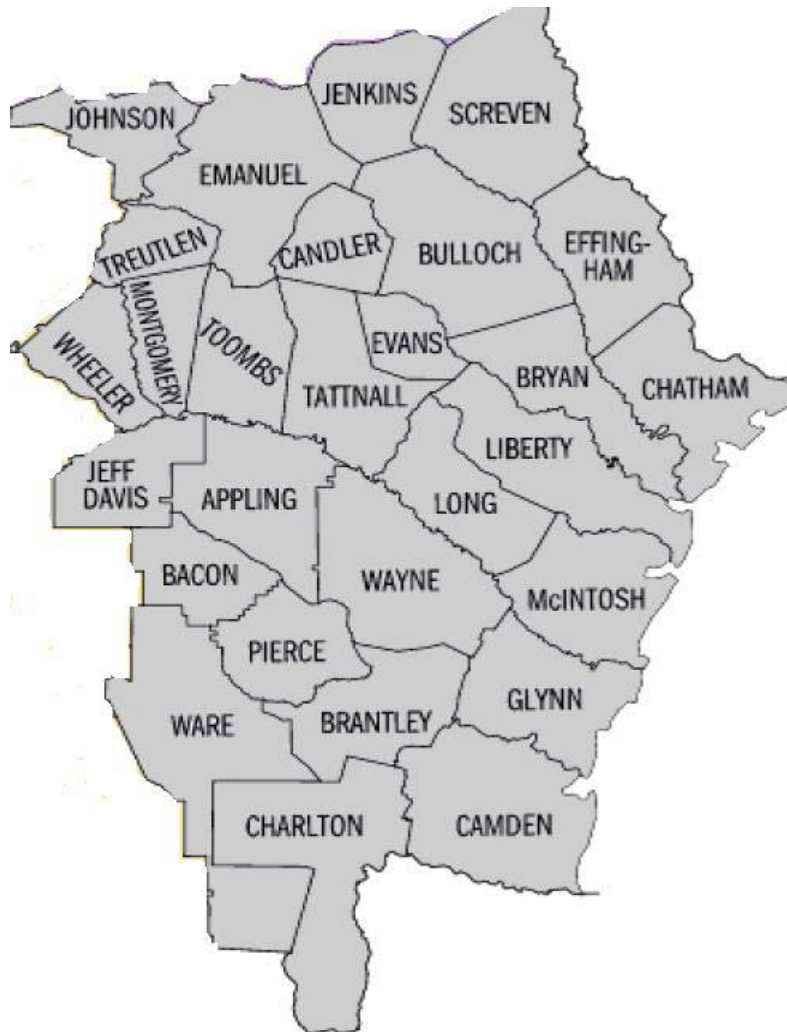 JENKINS
SCREVEN
JOHNSON
EMANUEL
TREUTLEN
CANDLER
BULLOCH
EFFING-
HAM
MONTGOMERY
WHEELER
TOOMBS
EVANS
TATTNALL
BRYAN
CHATHAM
LIBERTY
JEFF
DAVIS
APPLING
LONG
BACON
WAYNE
McINTOSH
PIERCE
GLYNN
WARE
BRANTLEY
CHARLTON
CAMDEN